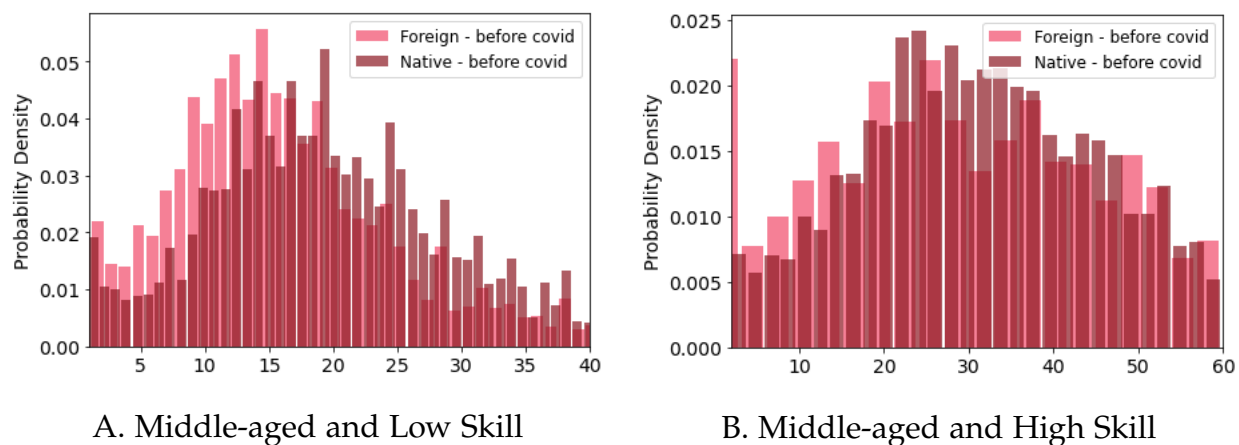 Foreign - before covid
Native - before covid
Probability Density
0.05
0.04
0.03
0.02
0.01
0.00
5 10 15 20 25 30 35 40
A. Middle-aged and Low Skill
Foreign - before covid
Native - before covid
Probability Density
0.025
0.020
0.015
0.010
0.005
0.000
10 20 30 40 50 60
B. Middle-aged and High Skill